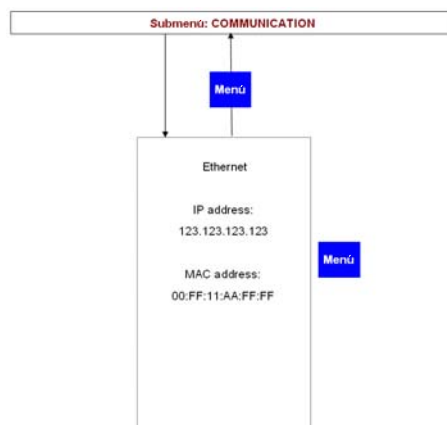 Submenú: COMMUNICATION
Menú
Ethernet
IP address:
123.123.123.123
Menú
MAC address:
00:FF:11:AA:FF:FF